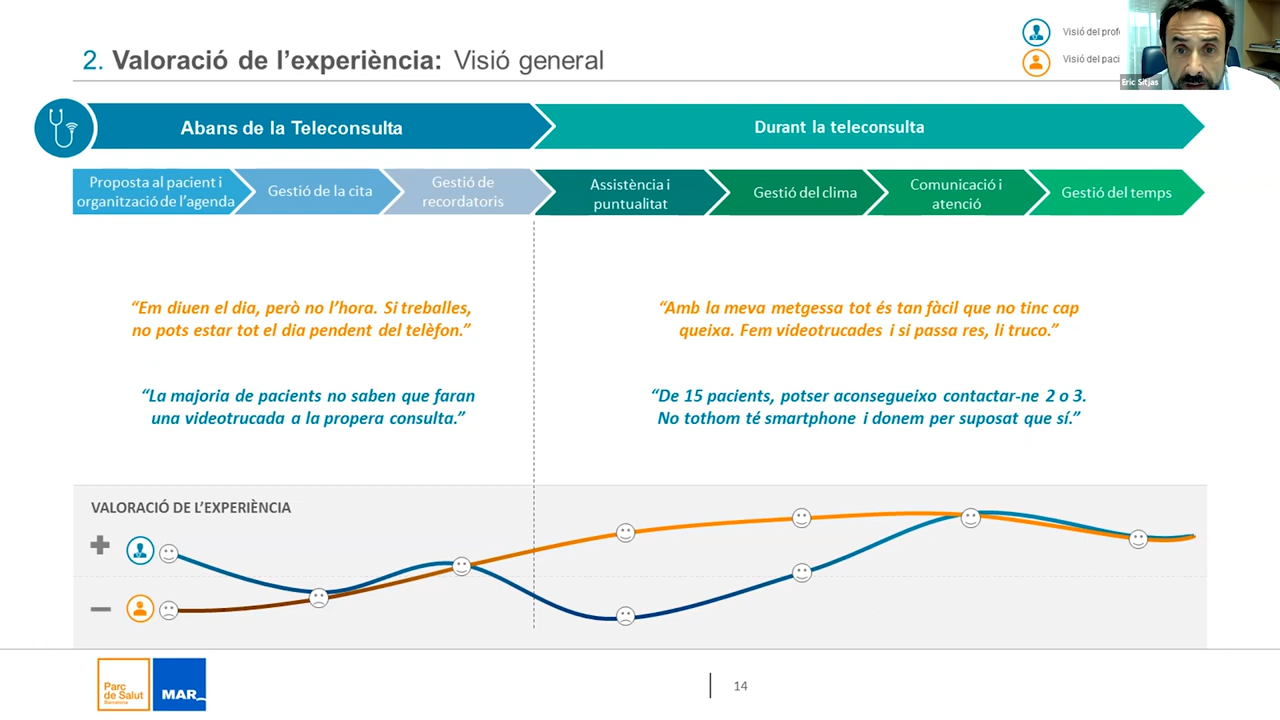 2. Valoració de l'experiència: Visió general
Visió del prof
Visió del paci
Eric Sitjas
Abans de la Teleconsulta
Durant la teleconsulta
Proposta al pacient i
organització de l'agenda
Gestió de la cita
Gestió de
recordatoris
Assistència i
puntualitat
Gestió del clima
Comunicació i
atenció
Gestió del temps
“Em diuen el dia, però no l’hora. Si treballes,
no pots estar tot el dia pendent del telèfon.”
“Amb la meva metgessa tot és tan fàcil que no tinc cap
queixa. Fem videotrucades i si passa res, li truco.”
“La majoria de pacients no saben que faran
una videotrucada a la propera consulta.”
“De 15 pacients, potser aconsegueixo contactar-ne 2 o 3.
No tothom té smartphone i donem per suposat que sí.”
VALORACIÓ DE L’EXPERIÈNCIA
Parc
de Salut
Barcelona
MAR
14